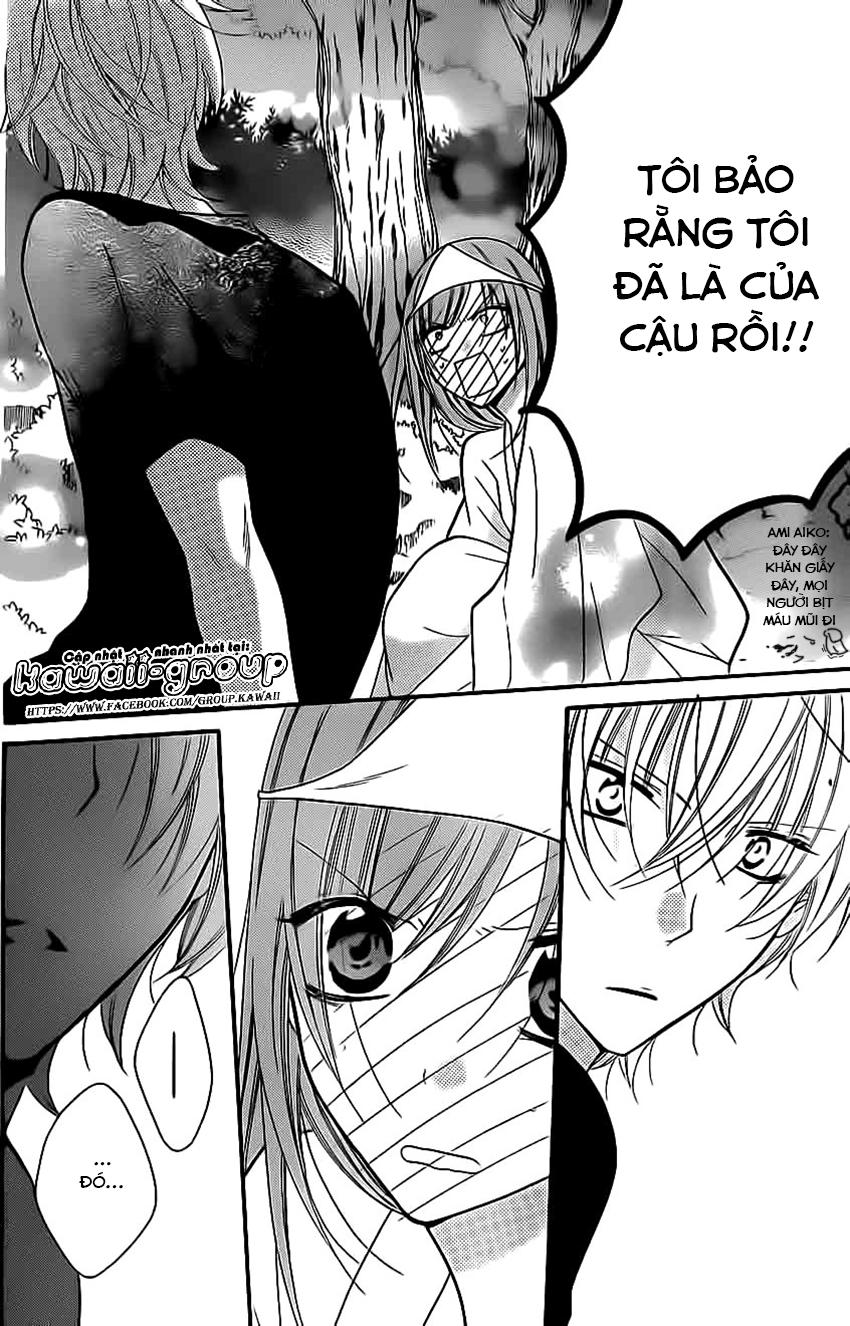 TÔI BẢO
RẰNG TÔI
ĐÃ LÀ CỦA
CẬU RỒI!!
AMI AIKO:
ĐÂY ĐÂY
KHĂN GIẤY
ĐÂY, MỌI
NGƯỜI BỊT
MÁU MŨI ĐI
Cập nhật nhanh nhất tại:
kawaii-group
HTTPS://WWW.FACEBOOK.COM/GROUP.KAWAII
...
ĐÓ...